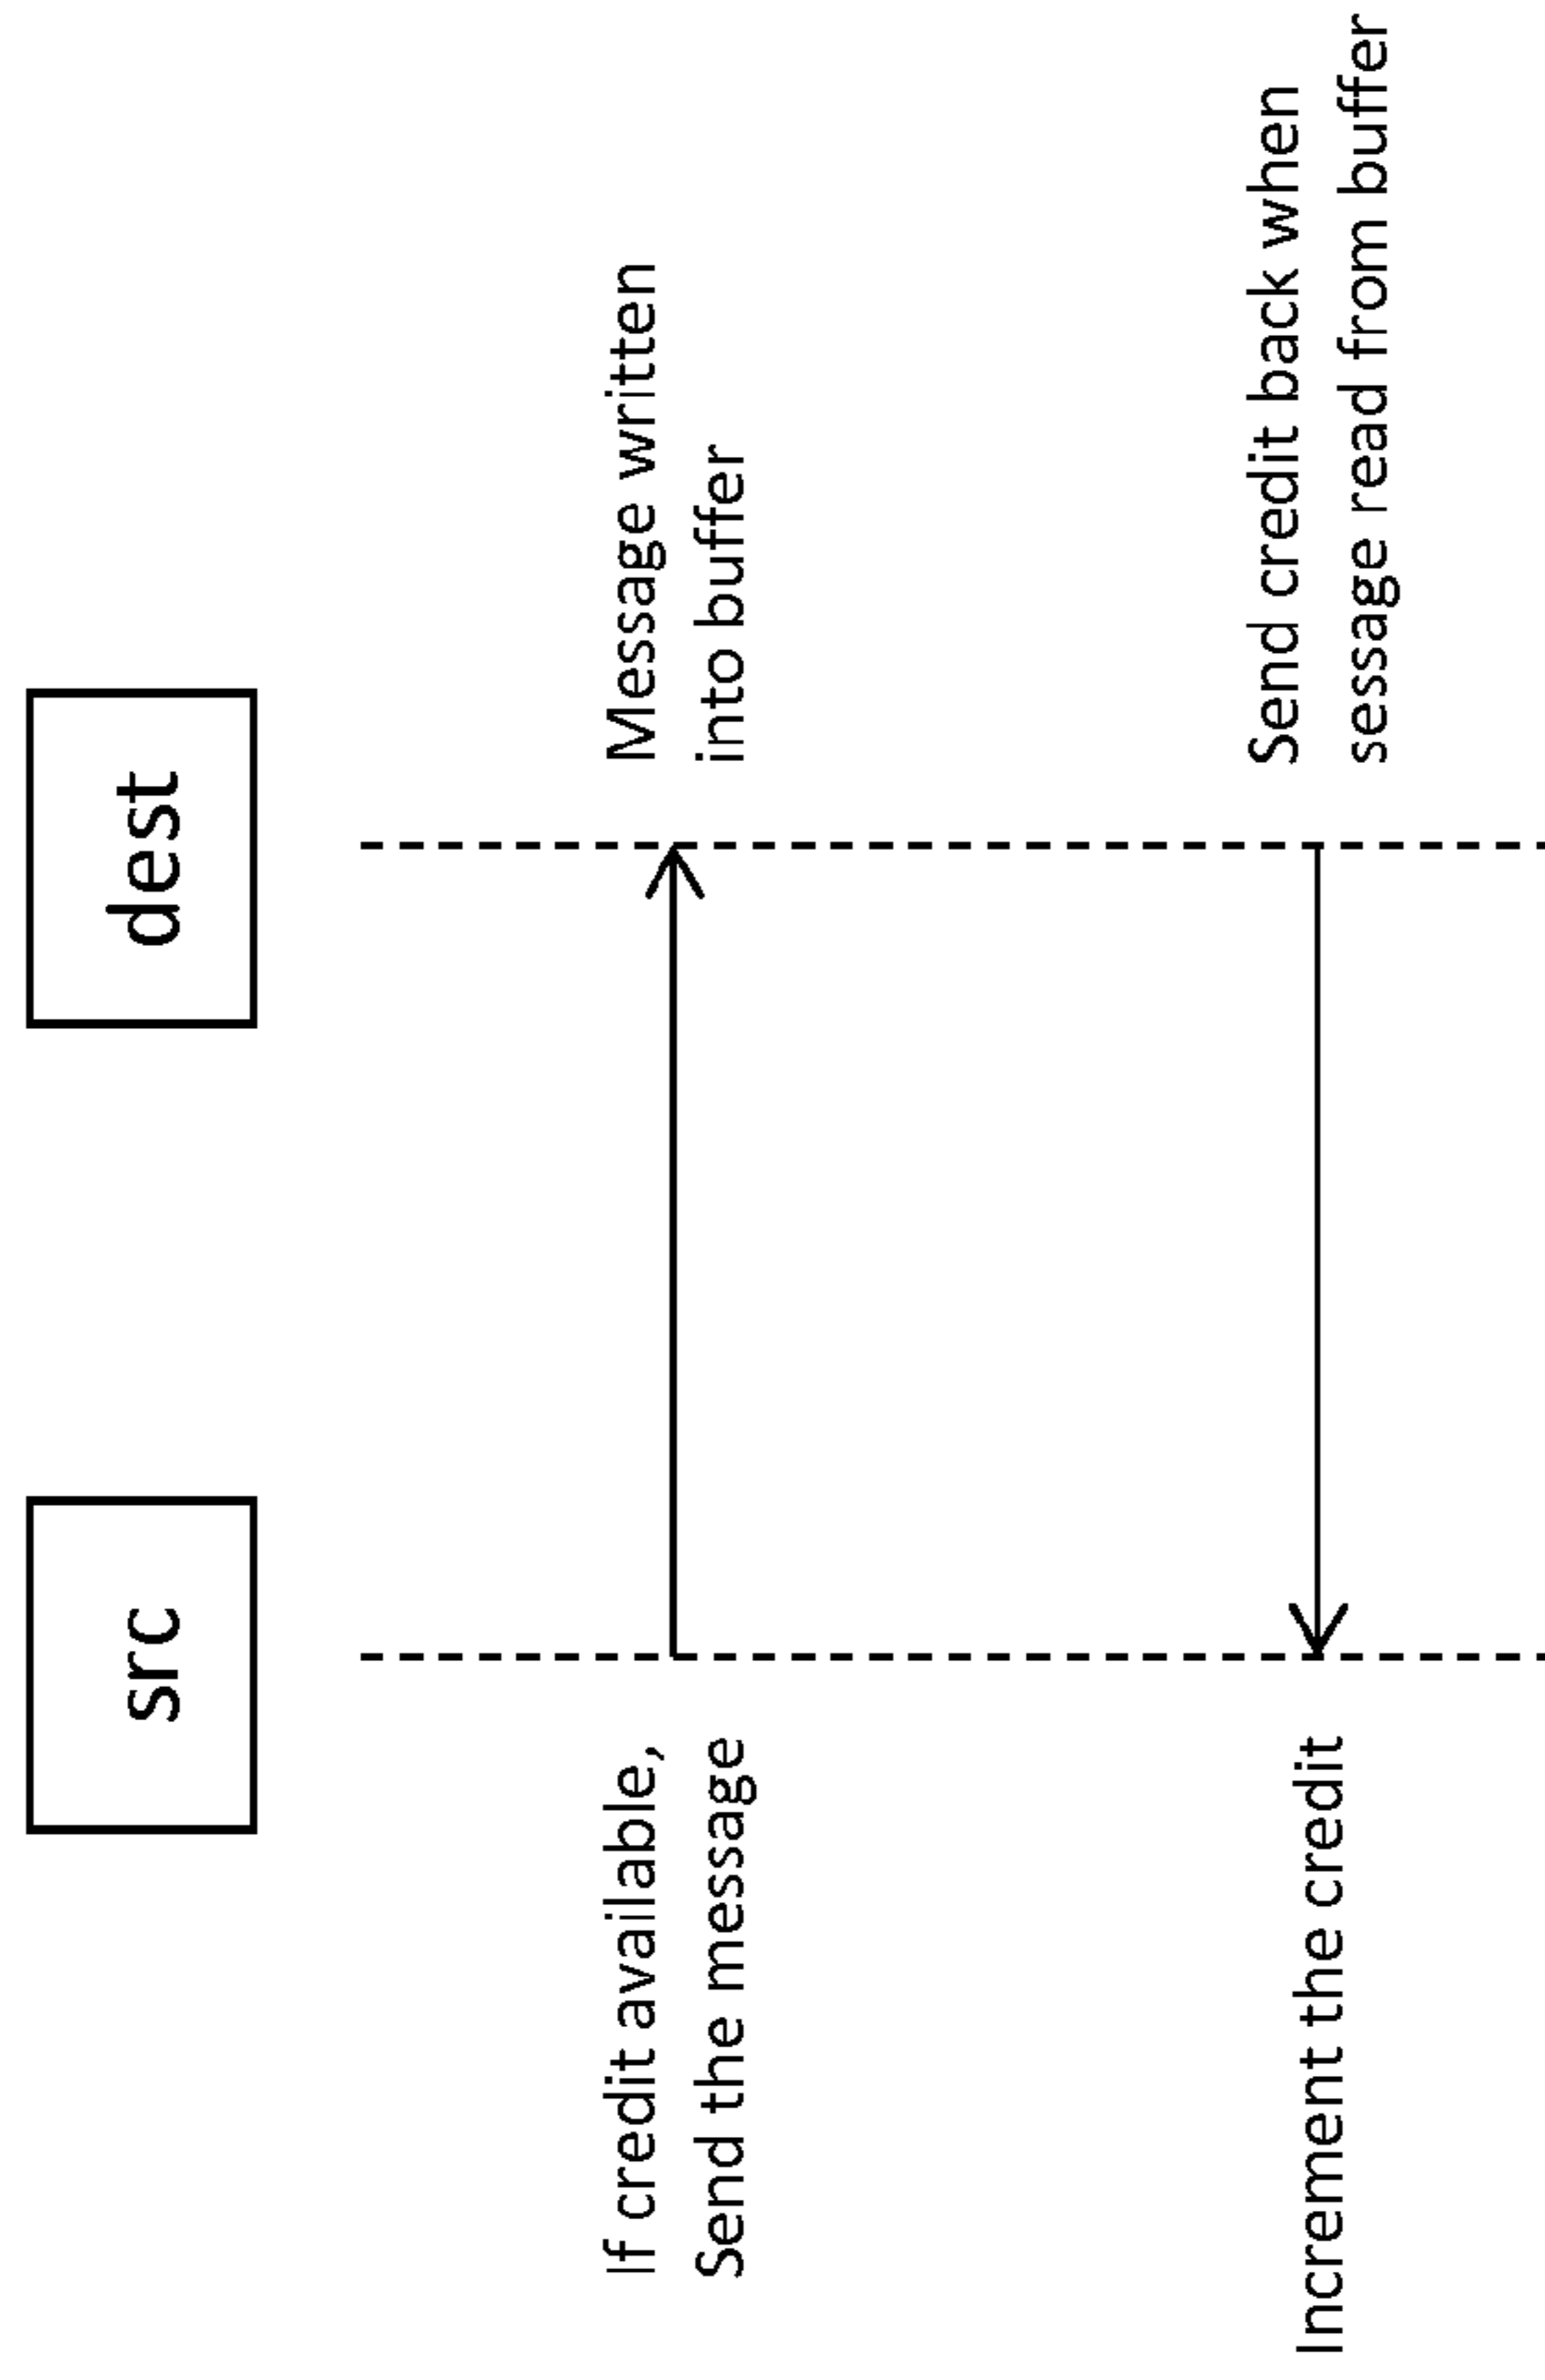 src
dest
If credit available,
Send the message
Message written
into buffer
Increment the credit
Send credit back when
sessage read from buffer